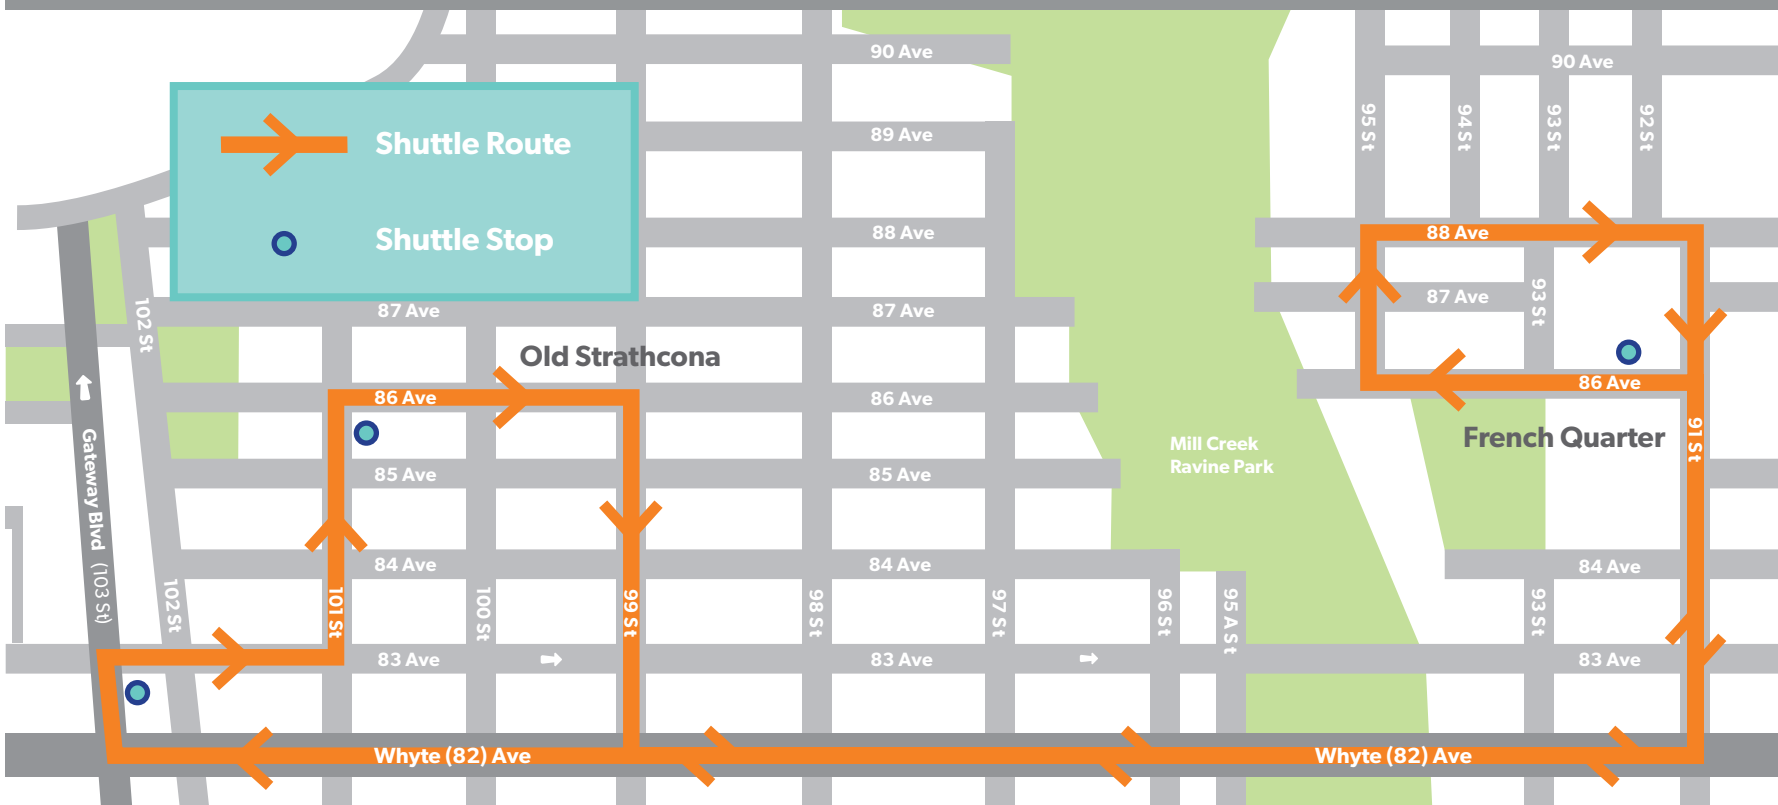 90 Ave
90 Ave
Shuttle Route
89 Ave
95 St
94 St
93 St
92 St
Shuttle Stop
88 Ave
88 Ave
102 St
87 Ave
87 Ave
87 Ave
93 St
Old Strathcona
86 Ave
86 Ave
86 Ave
Gateway Blvd (103 St)
Mill Creek
Ravine Park
French Quarter
91 St
85 Ave
85 Ave
84 Ave
84 Ave
84 Ave
102 St
101 St
100 St
99 St
98 St
97 St
96 St
95 A St
93 St
83 Ave
83 Ave
83 Ave
Whyte (82) Ave
Whyte (82) Ave